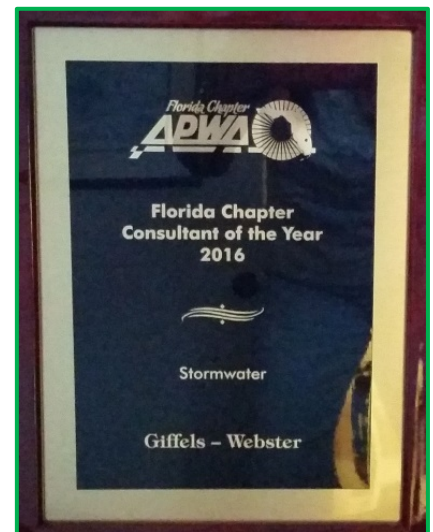 Florida Chapter
APWA
Florida Chapter
Consultant of the Year
2016
Stormwater
Giffels – Webster